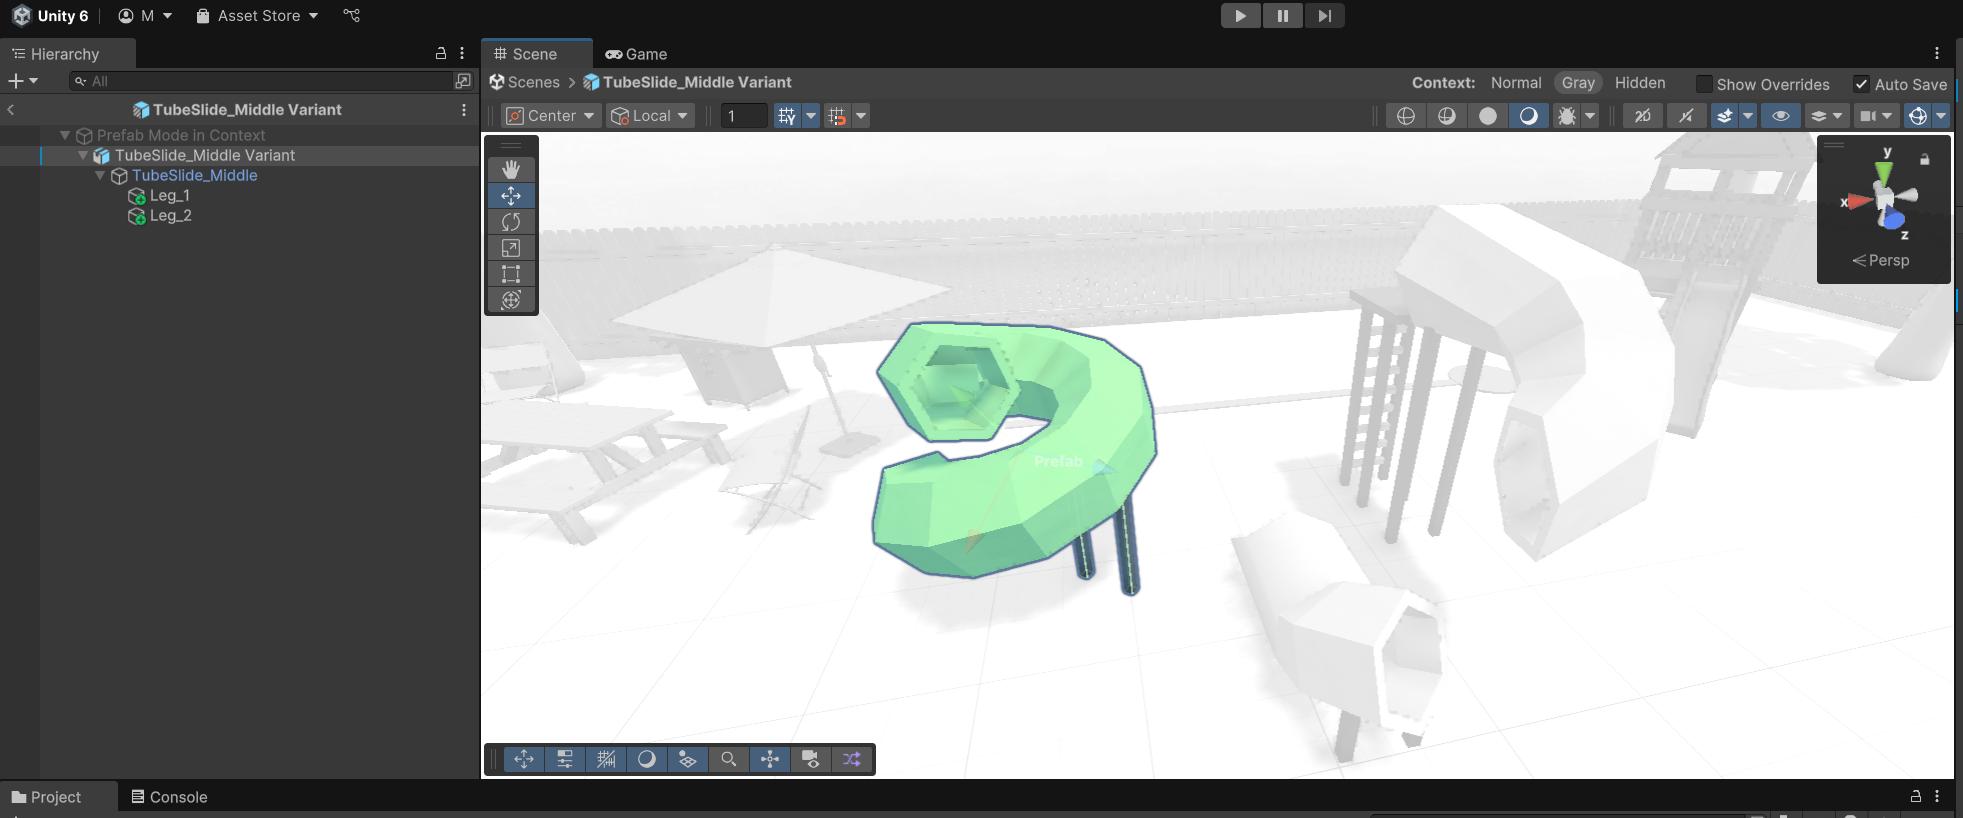 Unity 6 M Asset Store
Hierarchy
Scene Game
All
Scenes > TubeSlide_Middle Variant
Context: Normal Gray Hidden Show Overrides Auto Save
TubeSlide_Middle Variant
Center Local 1
Prefab Mode in Context
TubeSlide_Middle Variant
TubeSlide_Middle
Leg_1
Leg_2
2D
y
x
z
Persp
Prefab
Project Console